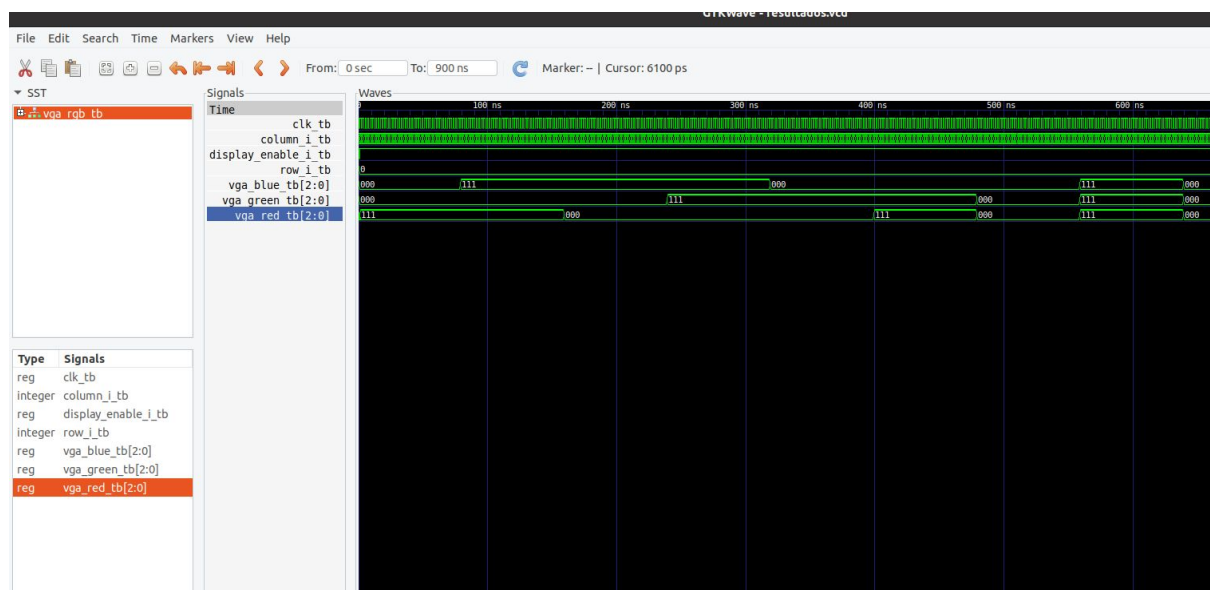 GTKWave - resultados.vcd
File Edit Search Time Markers View Help
From: 0 sec To: 900 ns Marker: -- | Cursor: 6100 ps
SST
vga_rgb_tb
Signals
Time
clk_tb
column_i_tb
display_enable_i_tb
row_i_tb
vga_blue_tb[2:0]
vga_green_tb[2:0]
vga_red_tb[2:0]
Waves
0 100 ns 200 ns 300 ns 400 ns 500 ns 600 ns
0
000 111 000 111 000
000 111 000 111 000
111 000 111 000 111 000
Type Signals
reg clk_tb
integer column_i_tb
reg display_enable_i_tb
integer row_i_tb
reg vga_blue_tb[2:0]
reg vga_green_tb[2:0]
reg vga_red_tb[2:0]